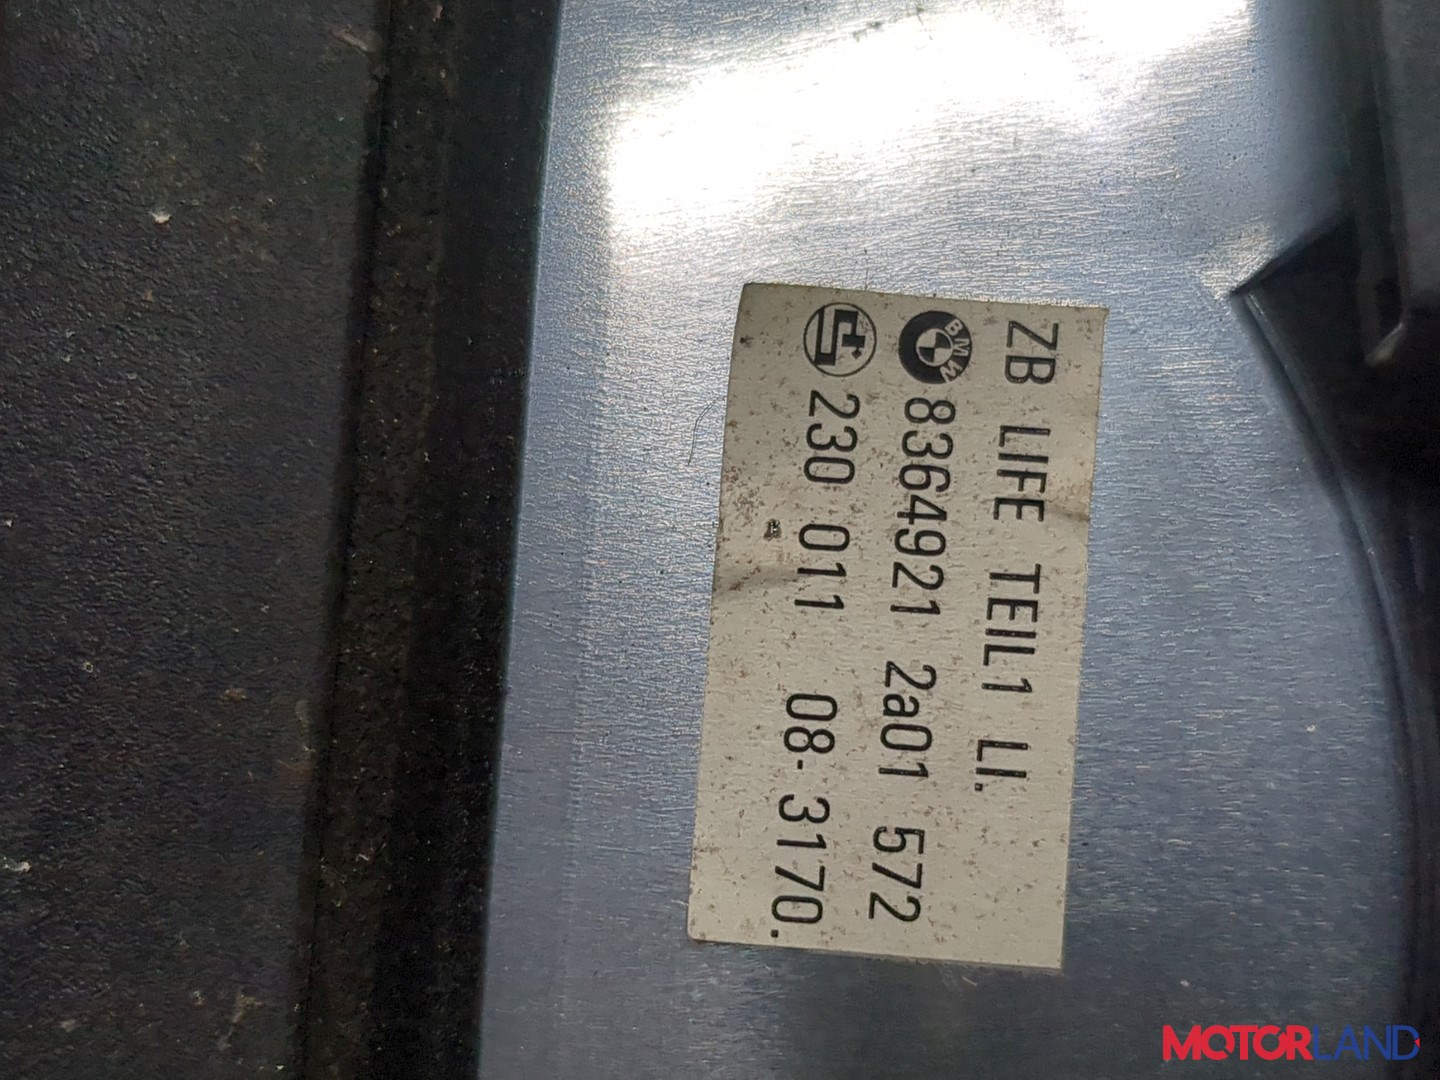 ZB LIFE TEIL1 LI.
BMW 8364921 2a01 572
230 011 08-3170.
MOTORLAND